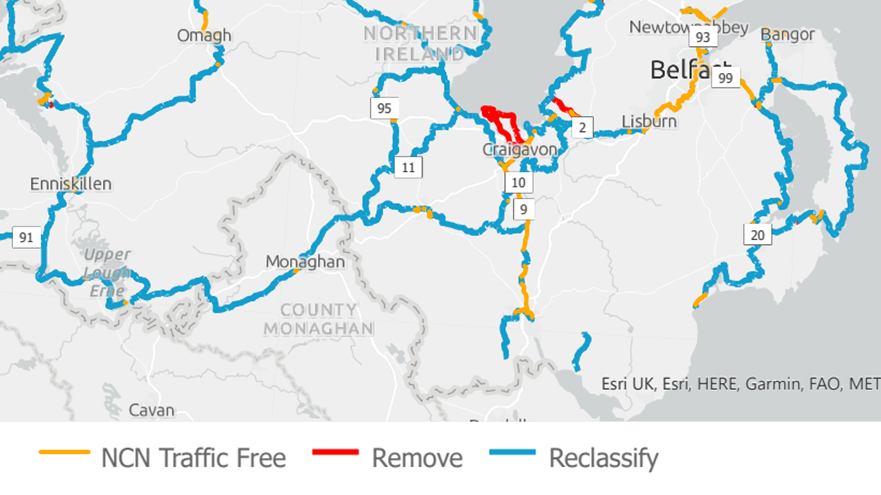 Newtownabbey
93
Bangor
Omagh
NORTHERN
IRELAND
Belfast
99
95
Lisburn
2
Craigavon
11
Enniskillen
10
9
91
20
Upper
Lough
Erne
Monaghan
COUNTY
MONAGHAN
Esri UK, Esri, HERE, Garmin, FAO, MET
Cavan
NCN Traffic Free
Remove
Reclassify